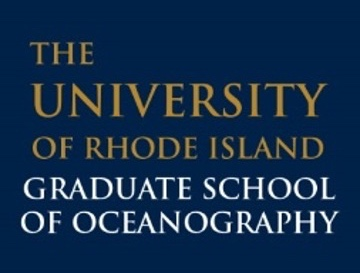 THE
UNIVERSITY
OF RHODE ISLAND
GRADUATE SCHOOL
OF OCEANOGRAPHY